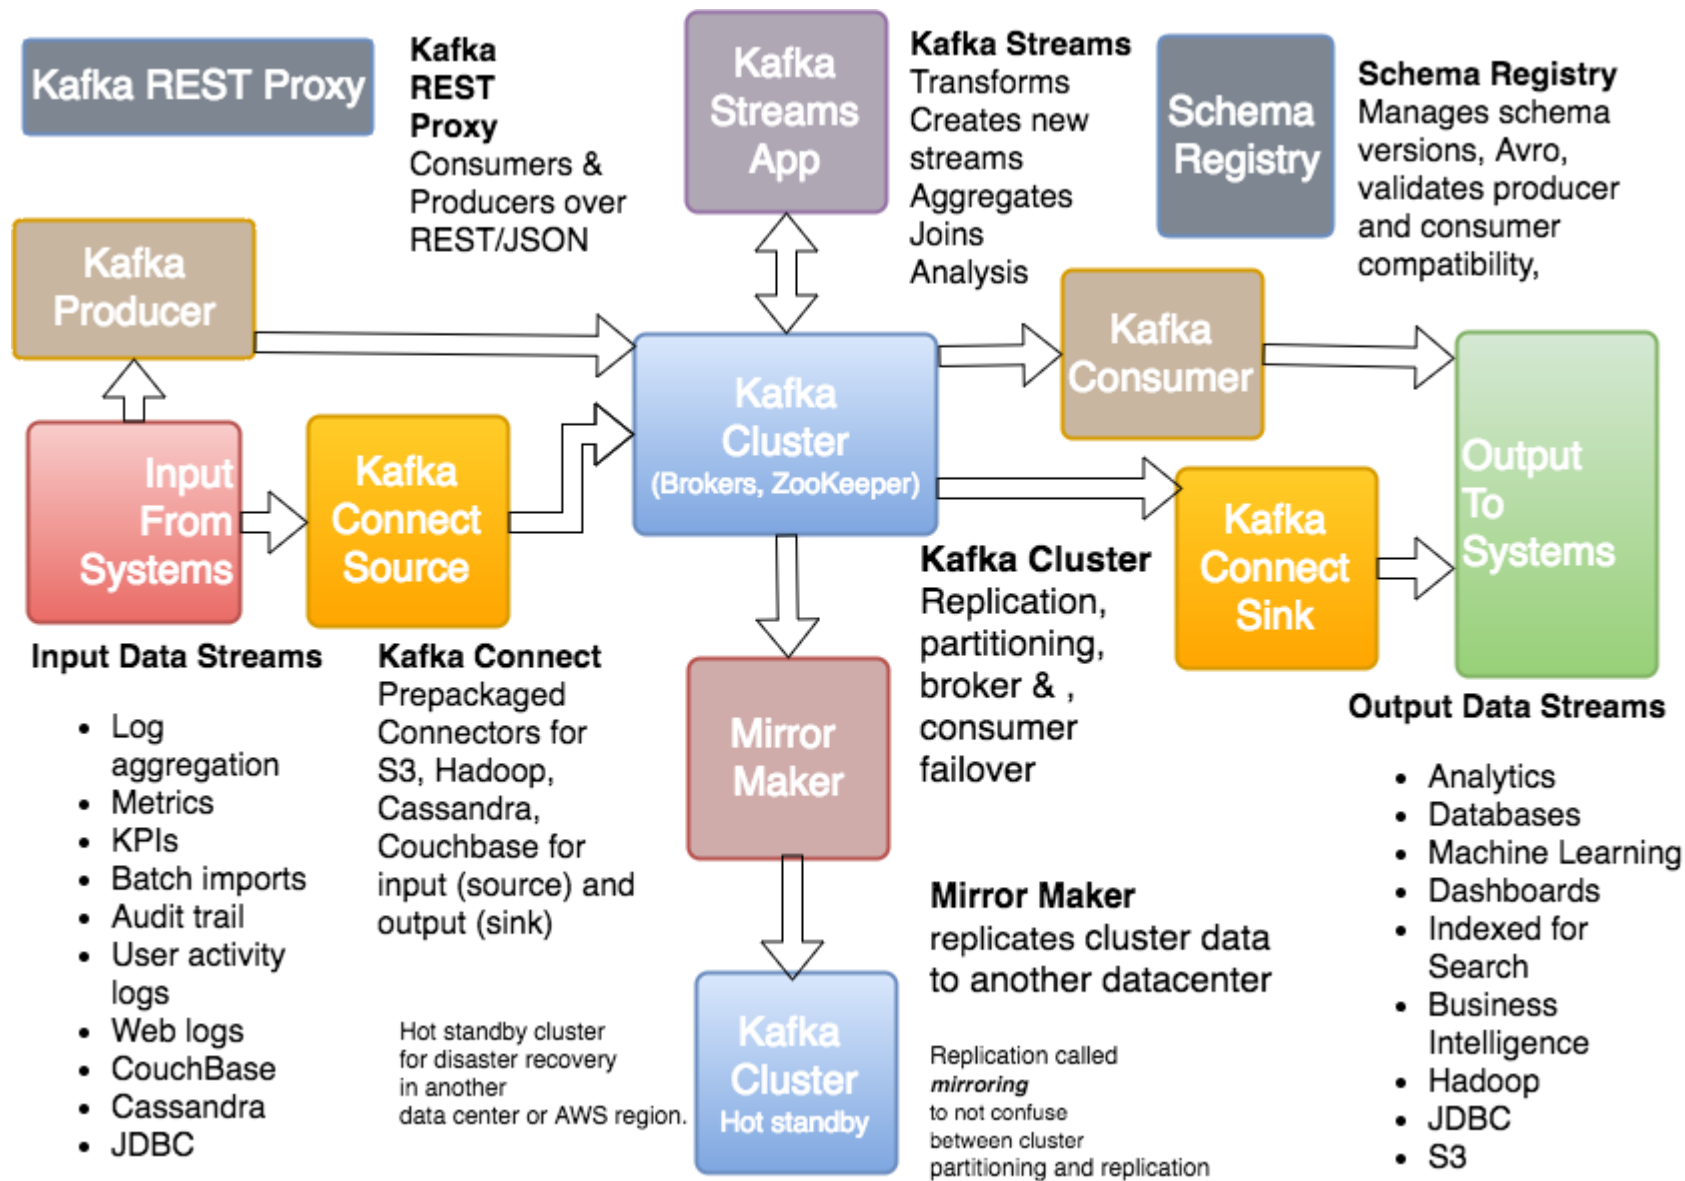 Kafka REST Proxy
Kafka
REST
Proxy
Consumers &
Producers over
REST/JSON
Kafka
Streams
App
Kafka Streams
Transforms
Creates new
streams
Aggregates
Joins
Analysis
Schema
Registry
Schema Registry
Manages schema
versions, Avro,
validates producer
and consumer
compatibility,
Kafka
Producer
Kafka
Cluster
(Brokers, ZooKeeper)
Kafka
Consumer
Input
From
Systems
Kafka
Connect
Source
Kafka
Connect
Sink
Output
To
Systems
Input Data Streams
• Log
aggregation
• Metrics
• KPIs
• Batch imports
• Audit trail
• User activity
logs
• Web logs
• CouchBase
• Cassandra
• JDBC
Kafka Connect
Prepackaged
Connectors for
S3, Hadoop,
Cassandra,
Couchbase for
input (source) and
output (sink)
Mirror
Maker
Kafka Cluster
Replication,
partitioning,
broker & ,
consumer
failover
Output Data Streams
• Analytics
• Databases
• Machine Learning
• Dashboards
• Indexed for
Search
• Business
Intelligence
• Hadoop
• JDBC
• S3
Mirror Maker
replicates cluster data
to another datacenter
Hot standby cluster
for disaster recovery
in another
data center or AWS region.
Kafka
Cluster
Hot standby
Replication called
mirroring
to not confuse
between cluster
partitioning and replication